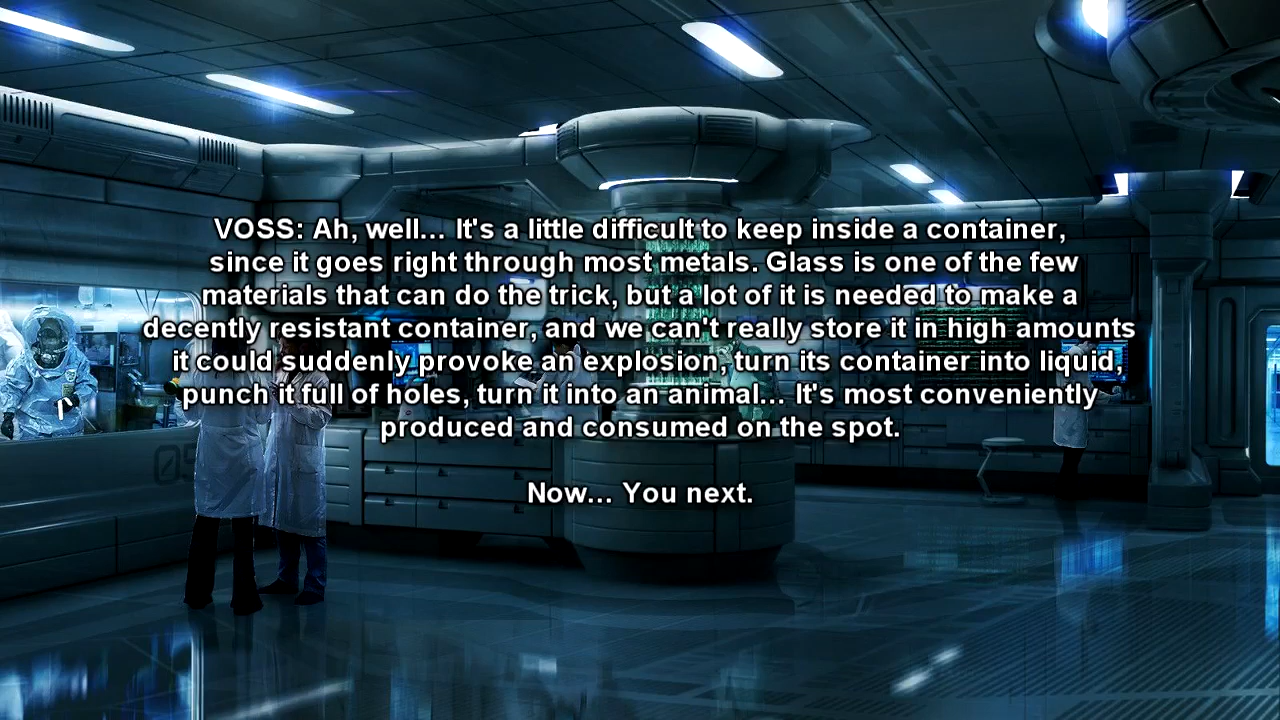 VOSS: Ah, well... It's a little difficult to keep inside a container,
since it goes right through most metals. Glass is one of the few
materials that can do the trick, but a lot of it is needed to make a
decently resistant container, and we can't really store it in high amounts
it could suddenly provoke an explosion, turn its container into liquid,
punch it full of holes, turn it into an animal... It's most conveniently
produced and consumed on the spot.
Now... You next.